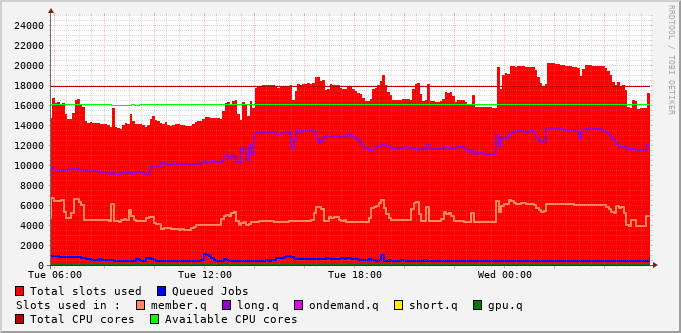 24000
22000
20000
18000
16000
14000
12000
10000
8000
6000
4000
2000
0
Tue 06:00 Tue 12:00 Tue 18:00 Wed 00:00
Total slots used Queued Jobs
Slots used in : member.q long.q ondemand.q short.q gpu.q
Total CPU cores Available CPU cores
RRDTOOL / TOBI OETIKER